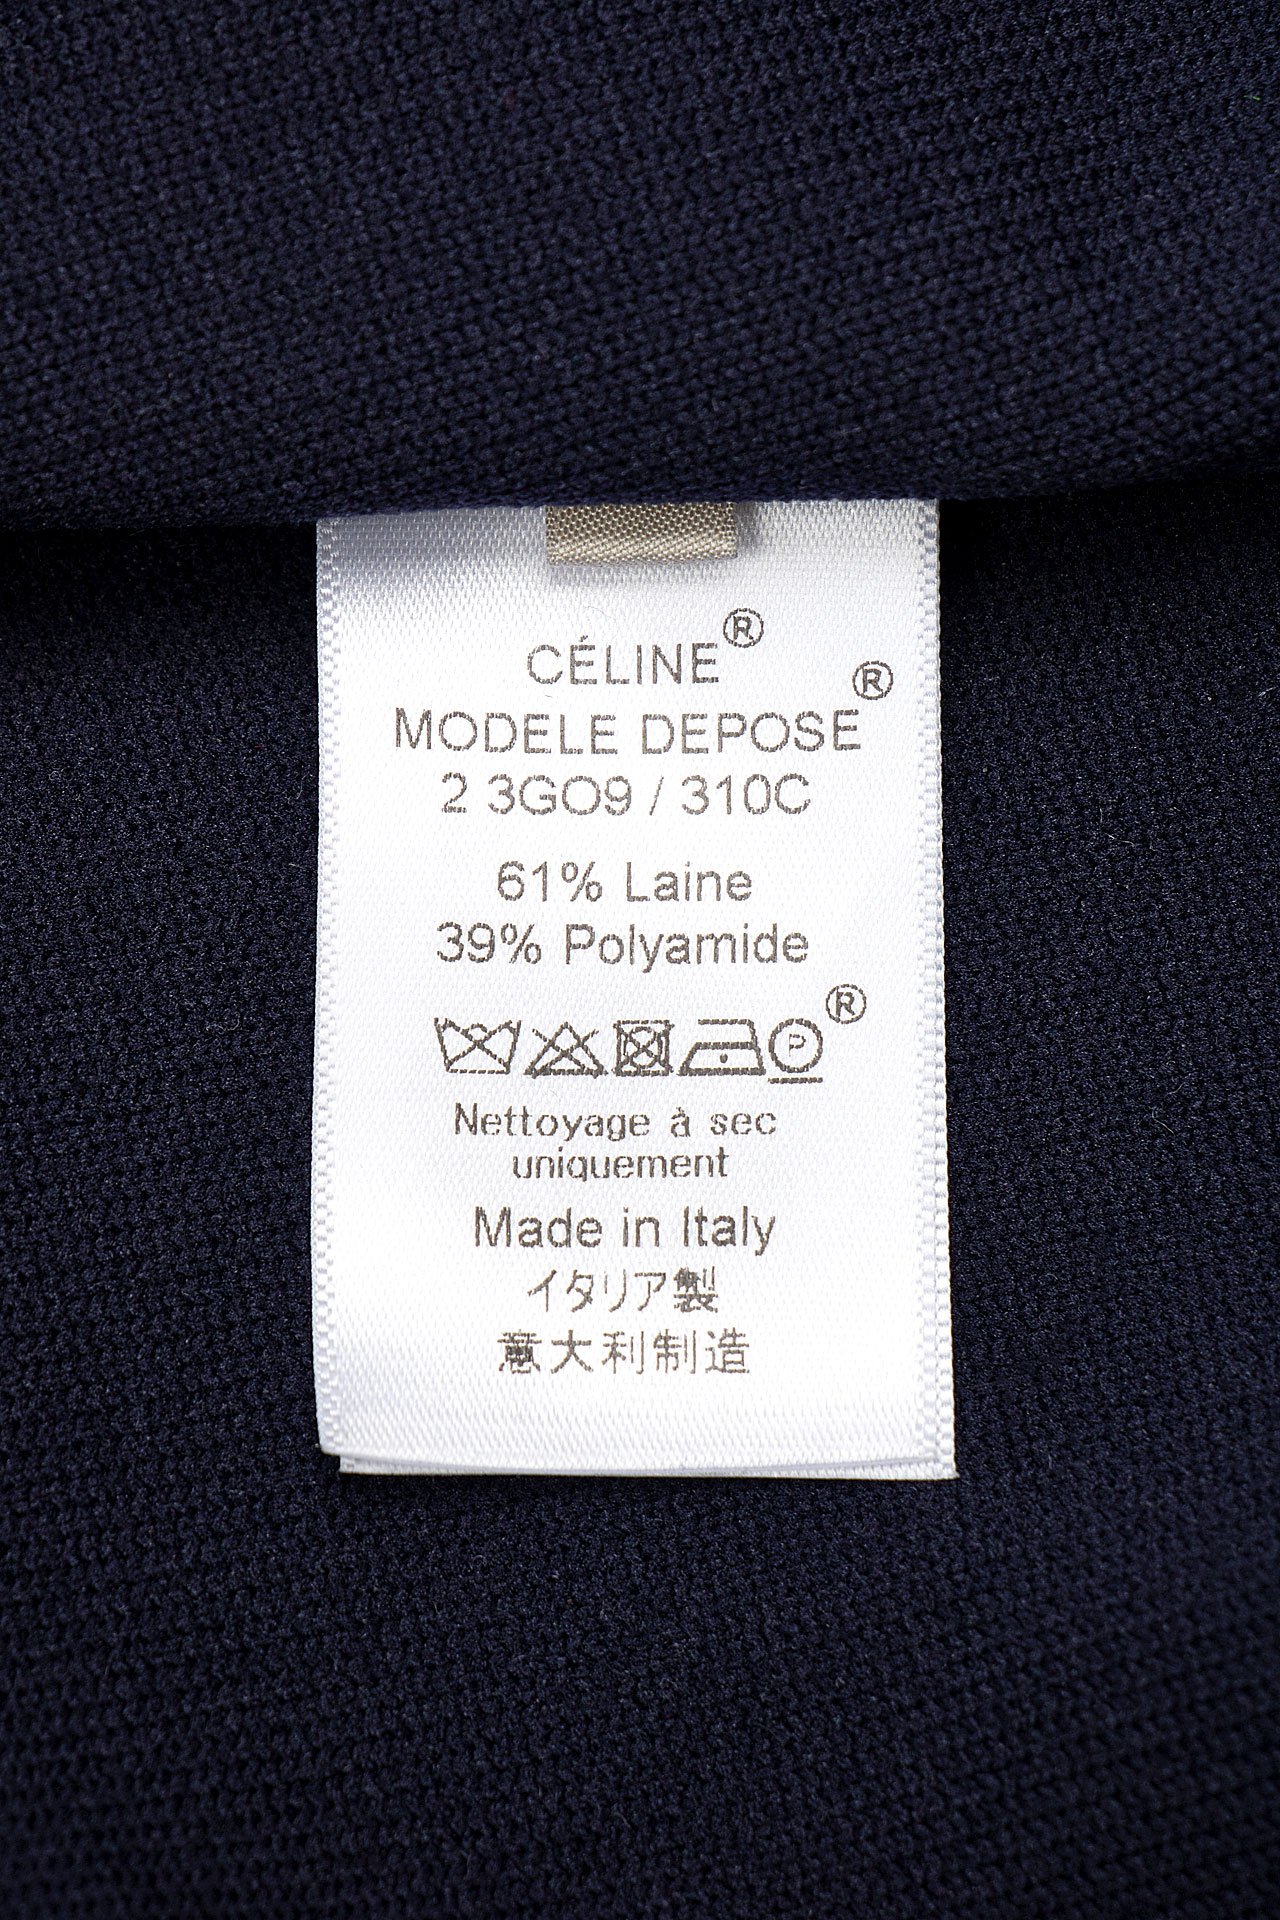 CÉLINE®
MODELE DEPOSE®
2 3GO9 / 310C
61% Laine
39% Polyamide
P ®
Nettoyage à sec
uniquement
Made in Italy
イタリア製
意大利制造